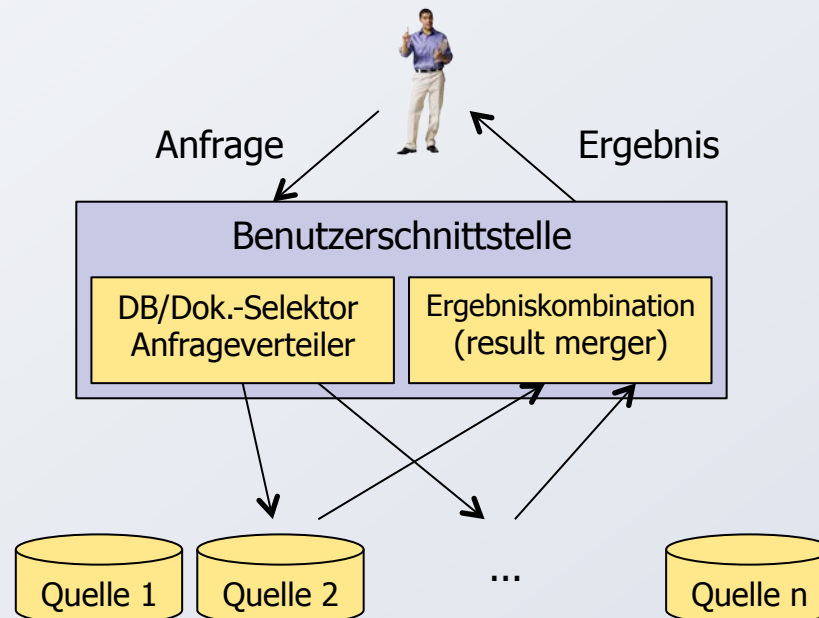 Anfrage
Ergebnis
Benutzerschnittstelle
DB/Dok.-Selektor
Anfrageverteiler
Ergebniskombination
(result merger)
Quelle 1
Quelle 2
...
Quelle n